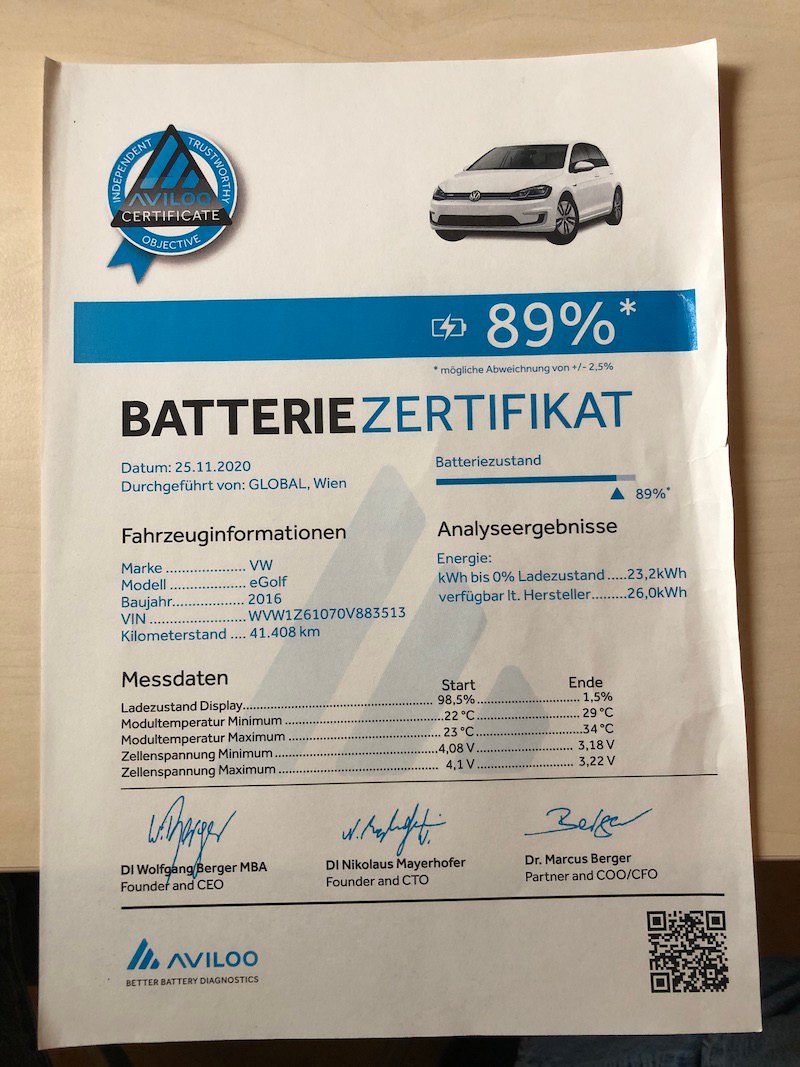 INDEPENDENT
TRUSTWORTHY
AVILOO
CERTIFICATE
OBJECTIVE
89%*
* mögliche Abweichnung von +/- 2,5%
BATTERIEZERTIFIKAT
Datum: 25.11.2020
Durchgeführt von: GLOBAL, Wien
Batteriezustand
89%*
Fahrzeuginformationen
Marke ...................... VW
Modell ..................... eGolf
Baujahr.................... 2016
VIN .......................... WVW1Z61070V883513
Kilometerstand .... 41.408 km
Analyseergebnisse
Energie:
kWh bis 0% Ladezustand .....23,2kWh
verfügbar lt. Hersteller.........26,0kWh
Messdaten
Start Ende
Ladezustand Display.................. 98,5%.................. 1,5%
Modultemperatur Minimum ..................22 °C.................. 29 °C
Modultemperatur Maximum .................. 23 °C..................34 °C
Zellenspannung Minimum..................4,08 V.................. 3,18 V
Zellenspannung Maximum.................. 4,1 V.................. 3,22 V
W. Berger
Berger
DI Wolfgang Berger MBA
Founder and CEO
DI Nikolaus Mayerhofer
Founder and CTO
Dr. Marcus Berger
Partner and COO/CFO
AVILOO
BETTER BATTERY DIAGNOSTICS